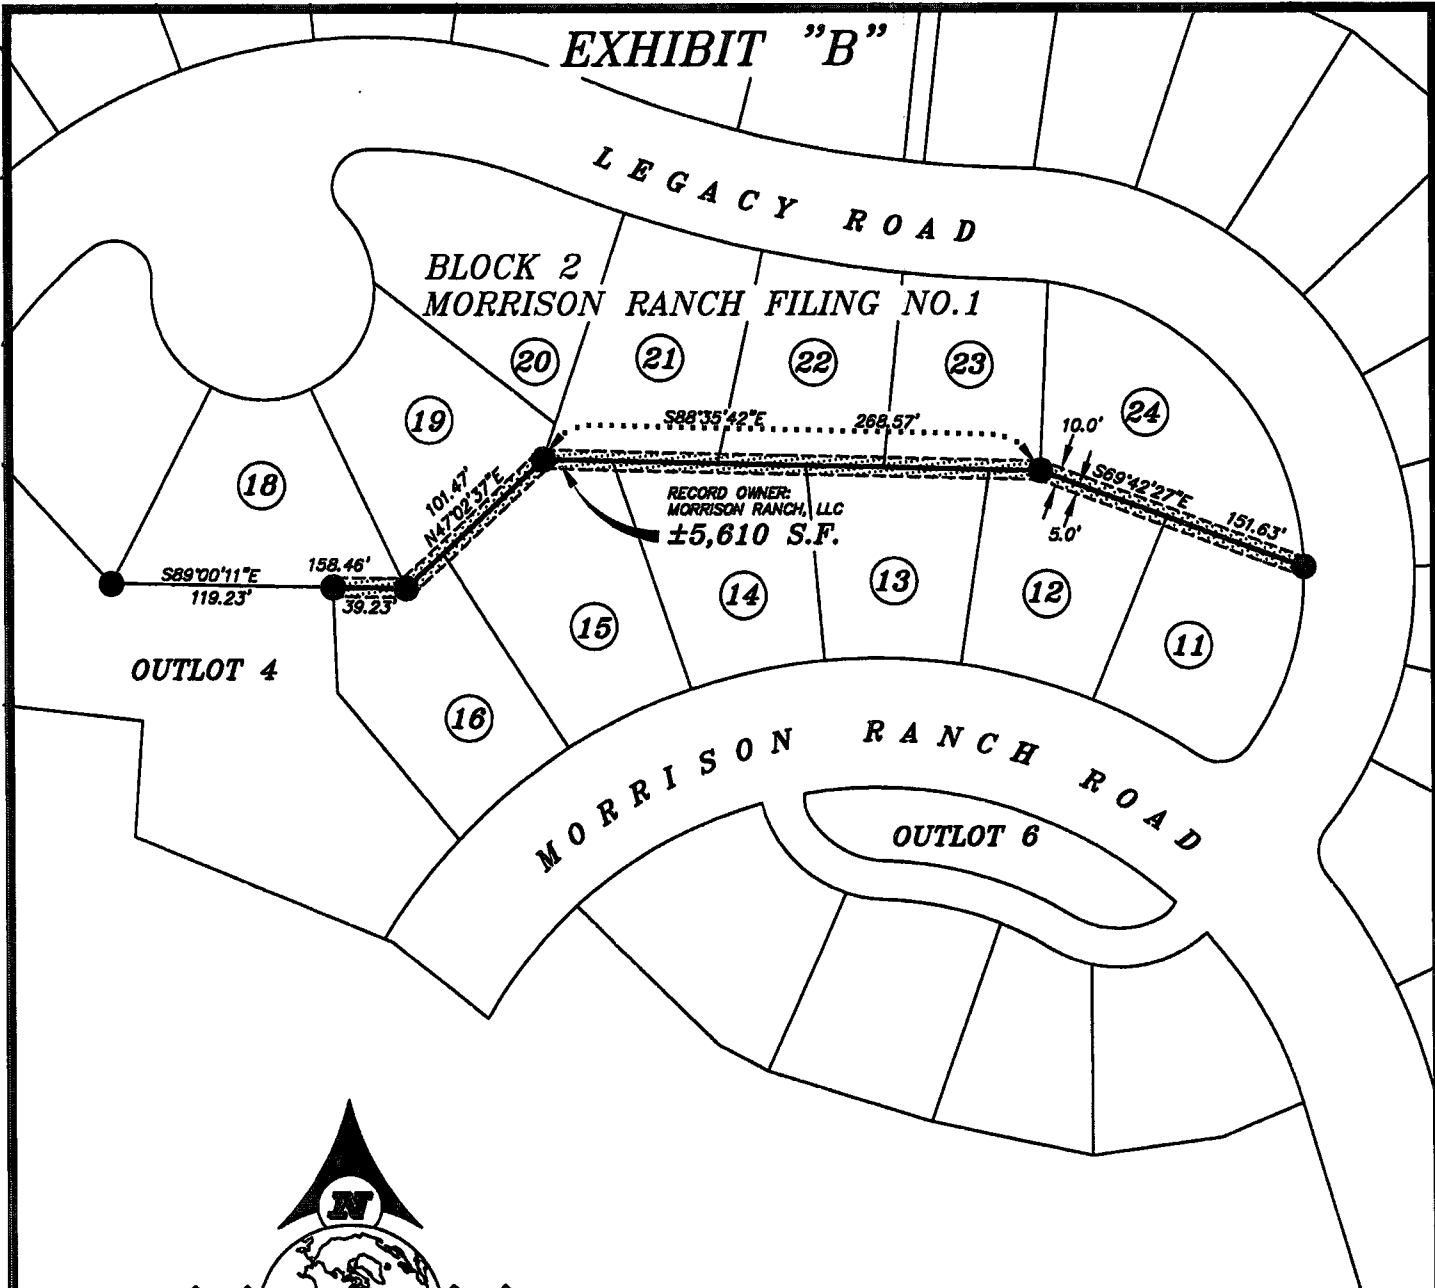 EXHIBIT "B"
LEGACY ROAD
BLOCK 2
MORRISON RANCH FILING NO.1
20
21
22
23
24
19
18
S88°35'42"E 268.57'
10.0'
S69°42'27"E
151.63'
5.0'
101.47'
N47°02'37"E
RECORD OWNER:
MORRISON RANCH, LLC
±5,610 S.F.
158.46'
S89°00'11"E
119.23'
39.23'
14
13
12
11
15
16
OUTLOT 4
MORRISON RANCH ROAD
OUTLOT 6
N